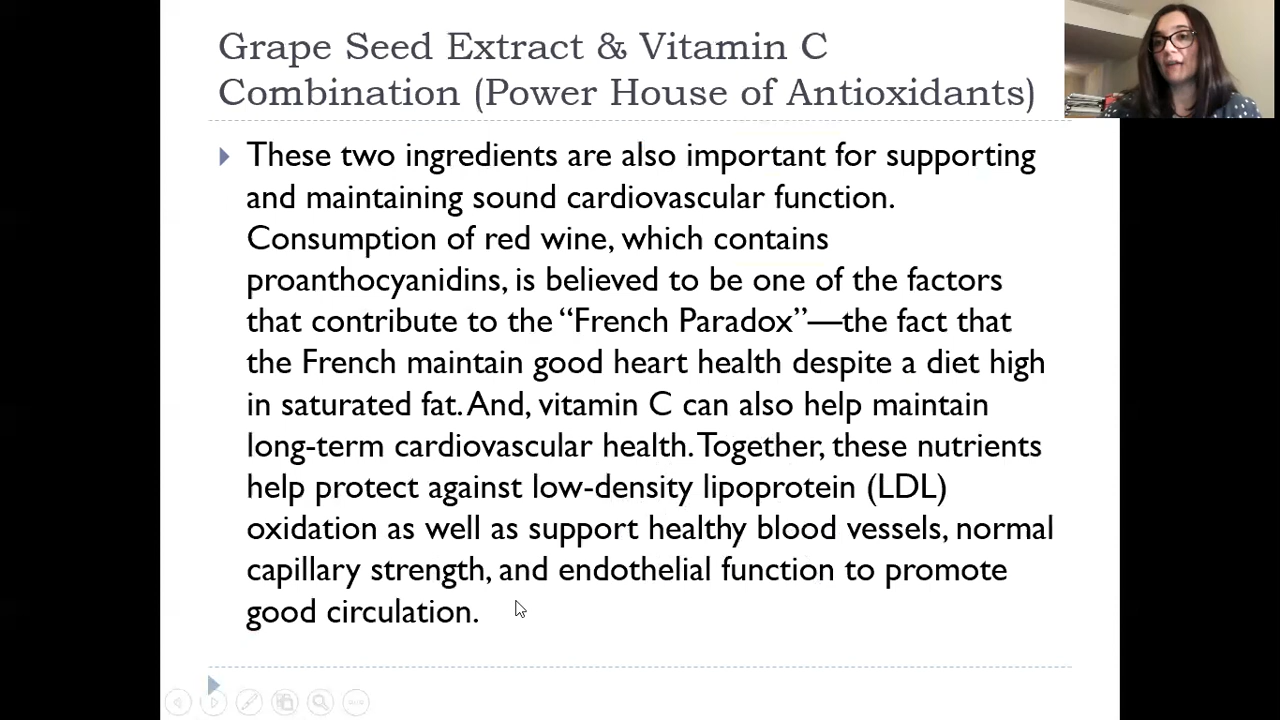 Grape Seed Extract & Vitamin C
Combination (Power House of Antioxidants)
These two ingredients are also important for supporting
and maintaining sound cardiovascular function.
Consumption of red wine, which contains
proanthocyanidins, is believed to be one of the factors
that contribute to the “French Paradox”—the fact that
the French maintain good heart health despite a diet high
in saturated fat. And, vitamin C can also help maintain
long-term cardiovascular health. Together, these nutrients
help protect against low-density lipoprotein (LDL)
oxidation as well as support healthy blood vessels, normal
capillary strength, and endothelial function to promote
good circulation.